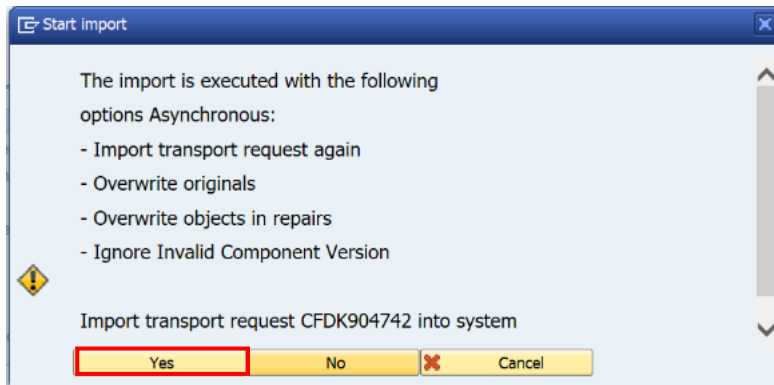 Start import
The import is executed with the following
options Asynchronous:
- Import transport request again
- Overwrite originals
- Overwrite objects in repairs
- Ignore Invalid Component Version
Import transport request CFDK904742 into system
Yes No Cancel